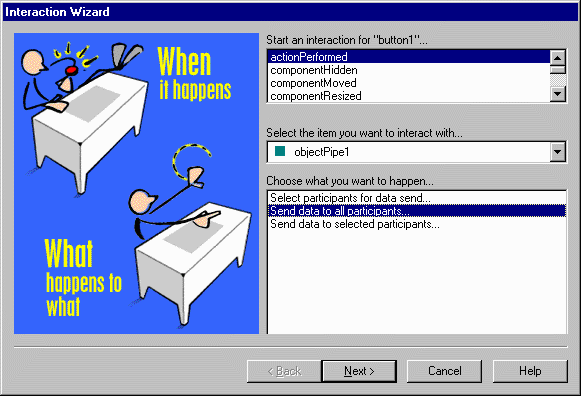 Interaction Wizard
When
it happens
What
happens to
what
Start an interaction for "button1"...
actionPerformed
componentHidden
componentMoved
componentResized
Select the item you want to interact with...
objectPipe1
Choose what you want to happen...
Select participants for data send...
Send data to all participants...
Send data to selected participants...
< Back
Next >
Cancel
Help